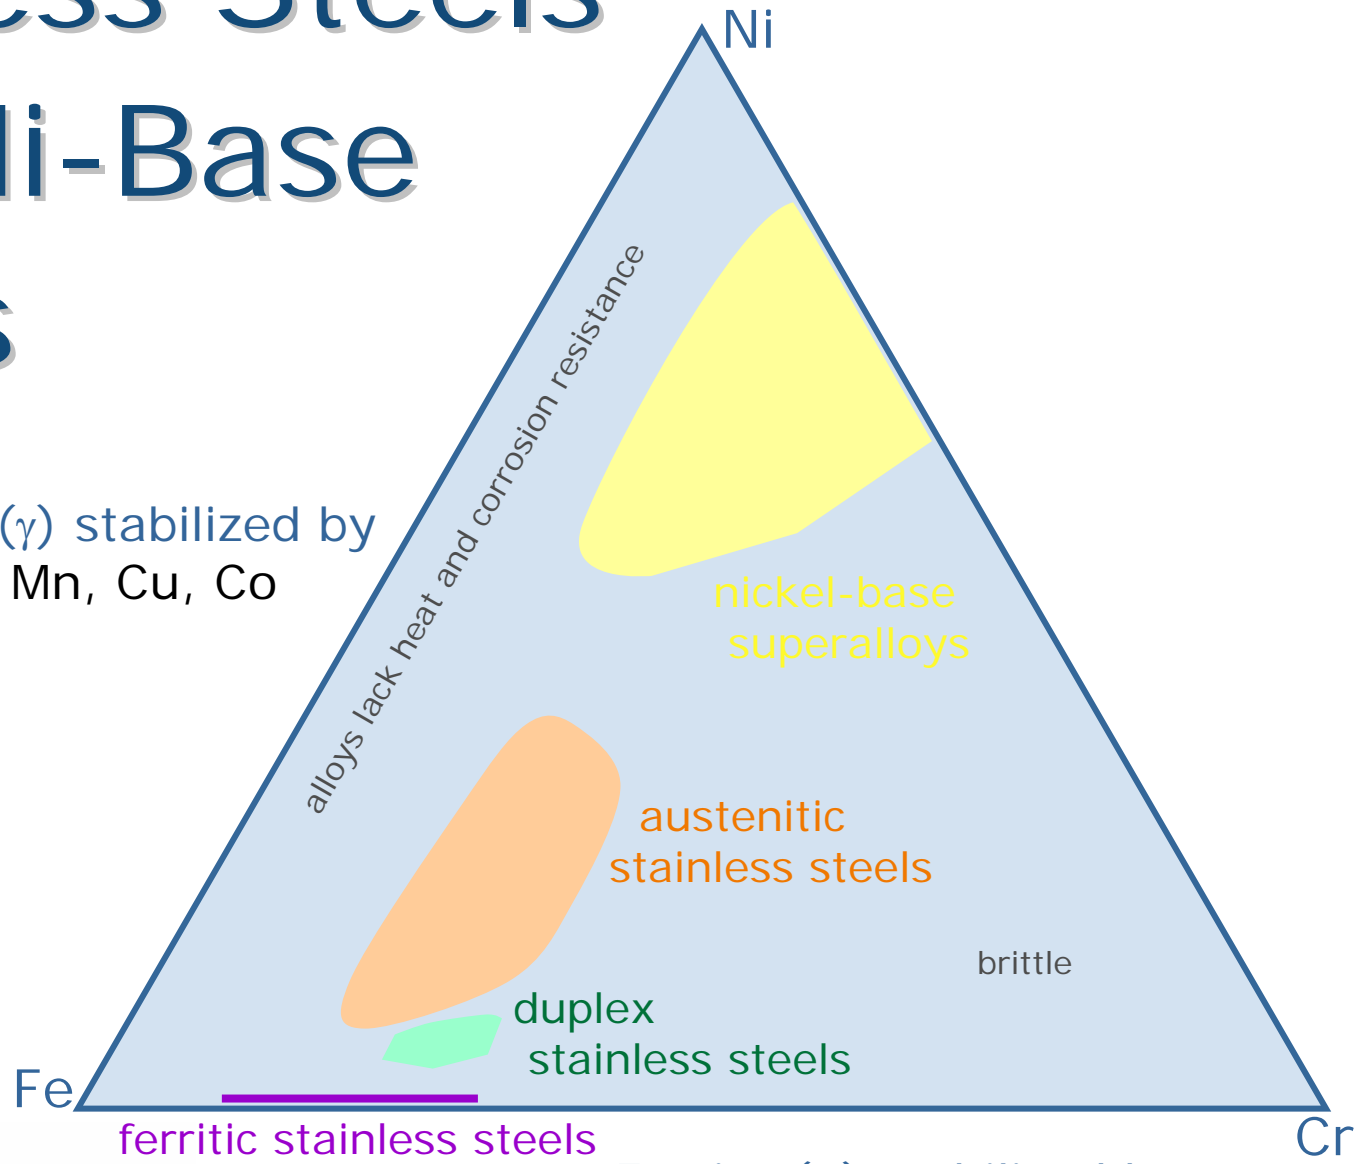 Steels
Ni
-Base
alloys lack heat and corrosion resistance
(γ) stabilized by
Mn, Cu, Co
nickel-base
superalloys
austenitic
stainless steels
brittle
duplex
stainless steels
Fe
Cr
ferritic stainless steels